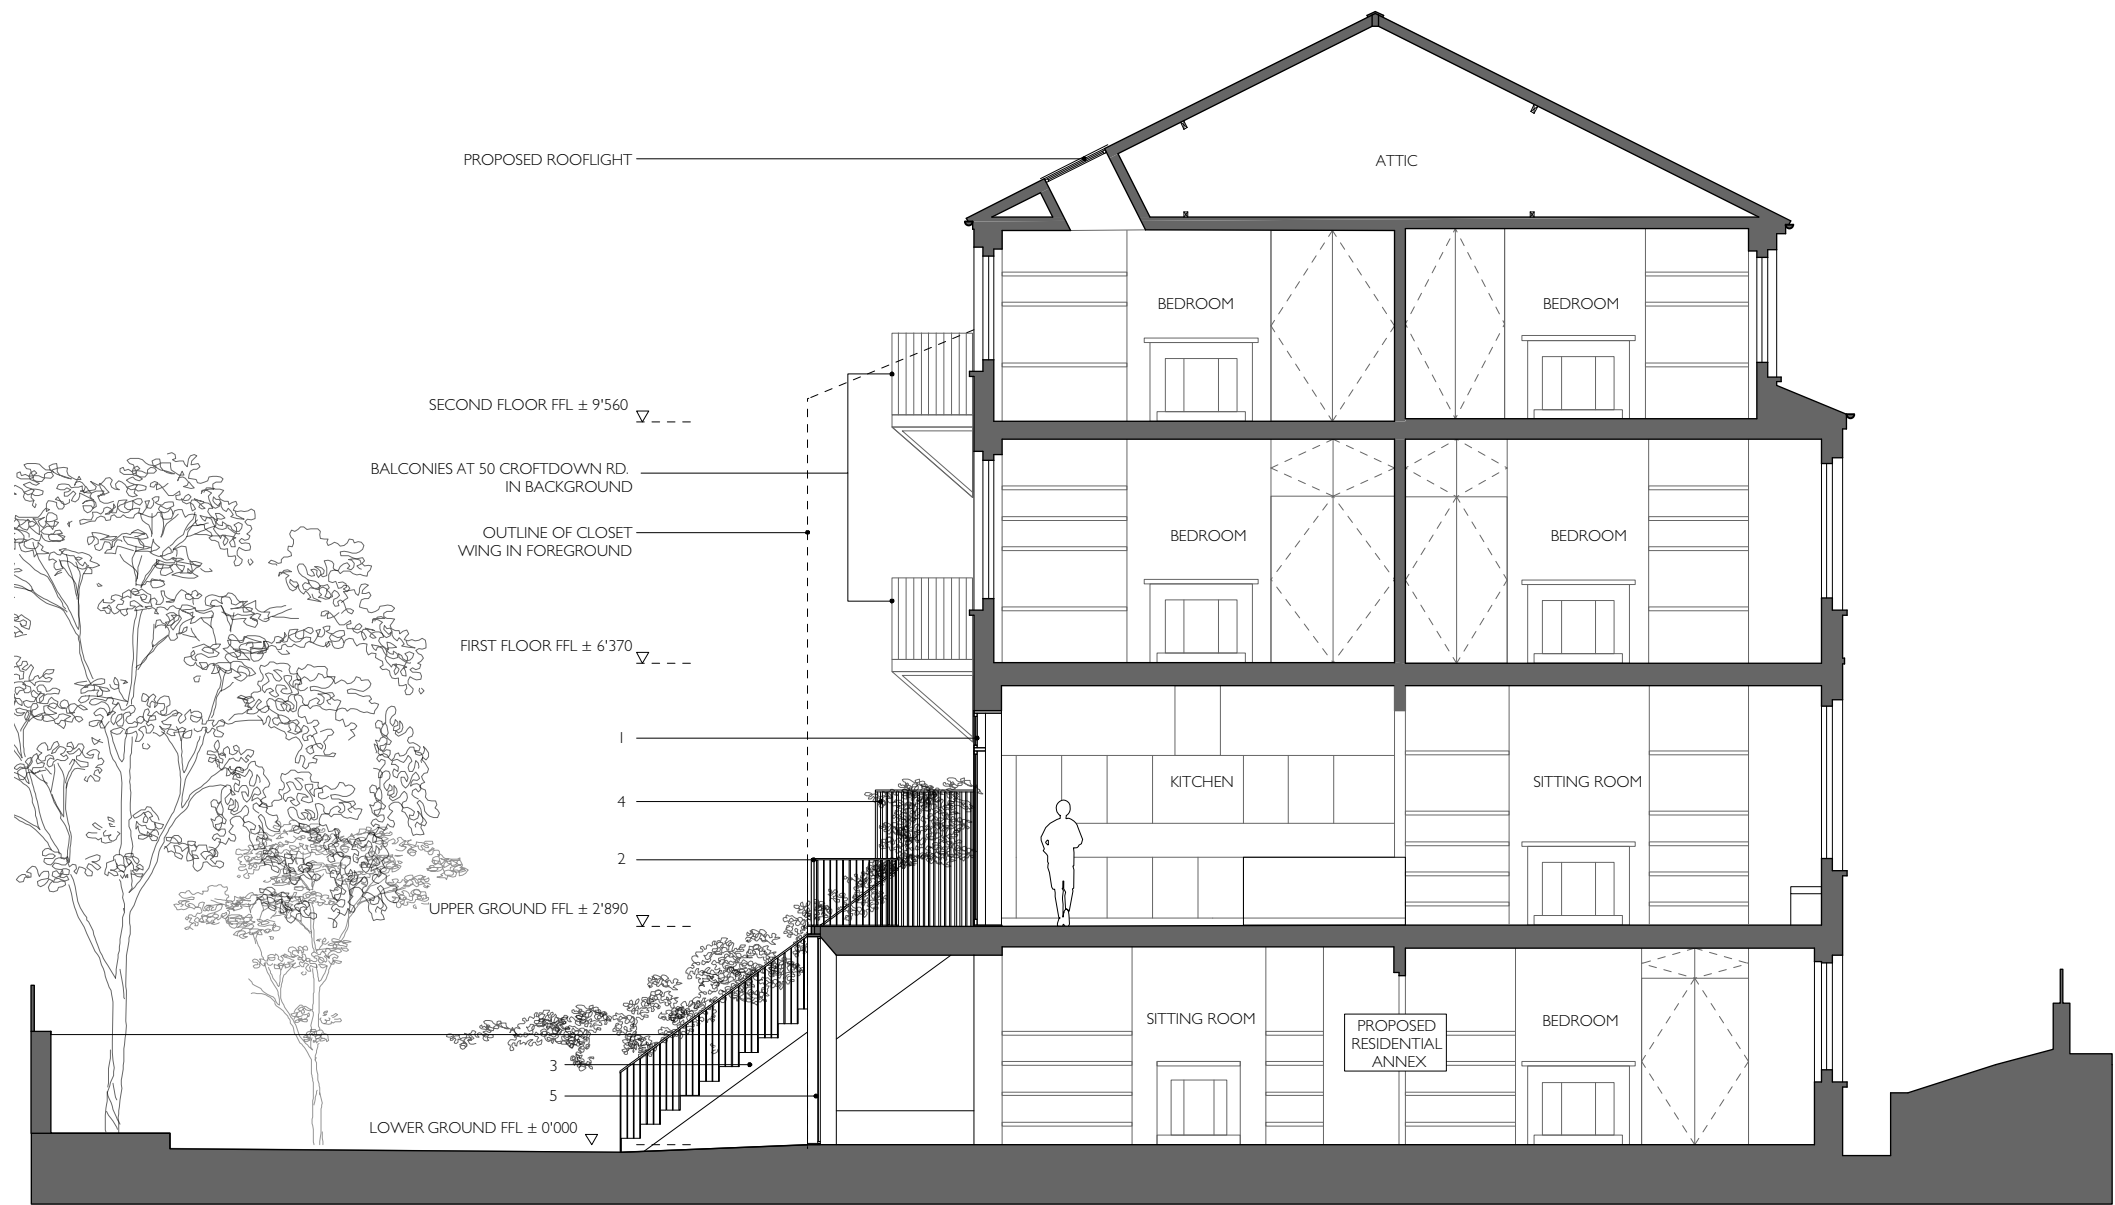 PROPOSED ROOFLIGHT
ATTIC
BEDROOM
BEDROOM
SECOND FLOOR FFL ± 9'560
BALCONIES AT 50 CROFTDOWN RD.
IN BACKGROUND
OUTLINE OF CLOSET
WING IN FOREGROUND
BEDROOM
BEDROOM
FIRST FLOOR FFL ± 6'370
1
KITCHEN
SITTING ROOM
4
2
UPPER GROUND FFL ± 2'890
SITTING ROOM
PROPOSED
RESIDENTIAL
ANNEX
BEDROOM
3
5
LOWER GROUND FFL ± 0'000